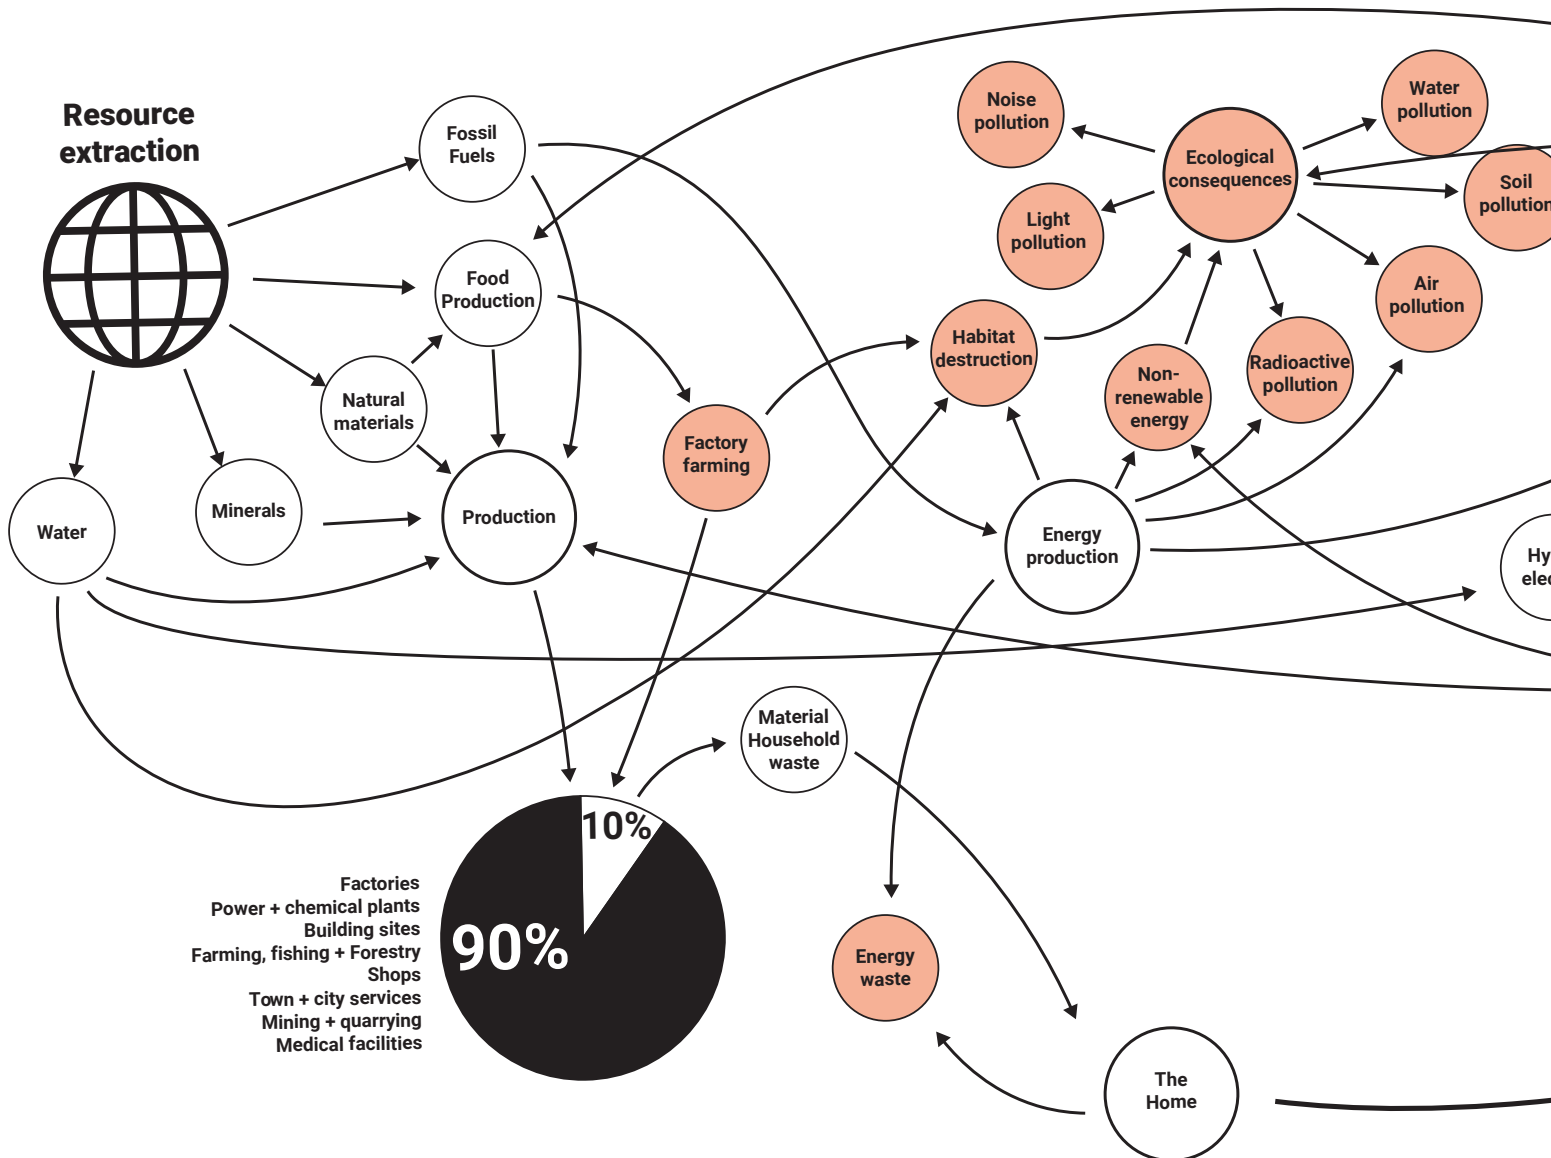 Resource
extraction
Fossil
Fuels
Food
Production
Natural
materials
Water
Minerals
Production
Factory
farming
Noise
pollution
Light
pollution
Ecological
consequences
Water
pollution
Soil
pollution
Air
pollution
Habitat
destruction
Non-
renewable
energy
Radioactive
pollution
Energy
production
Hy
elec
Material
Household
waste
10%
90%
Factories
Power + chemical plants
Building sites
Farming, fishing + Forestry
Shops
Town + city services
Mining + quarrying
Medical facilities
Energy
waste
The
Home